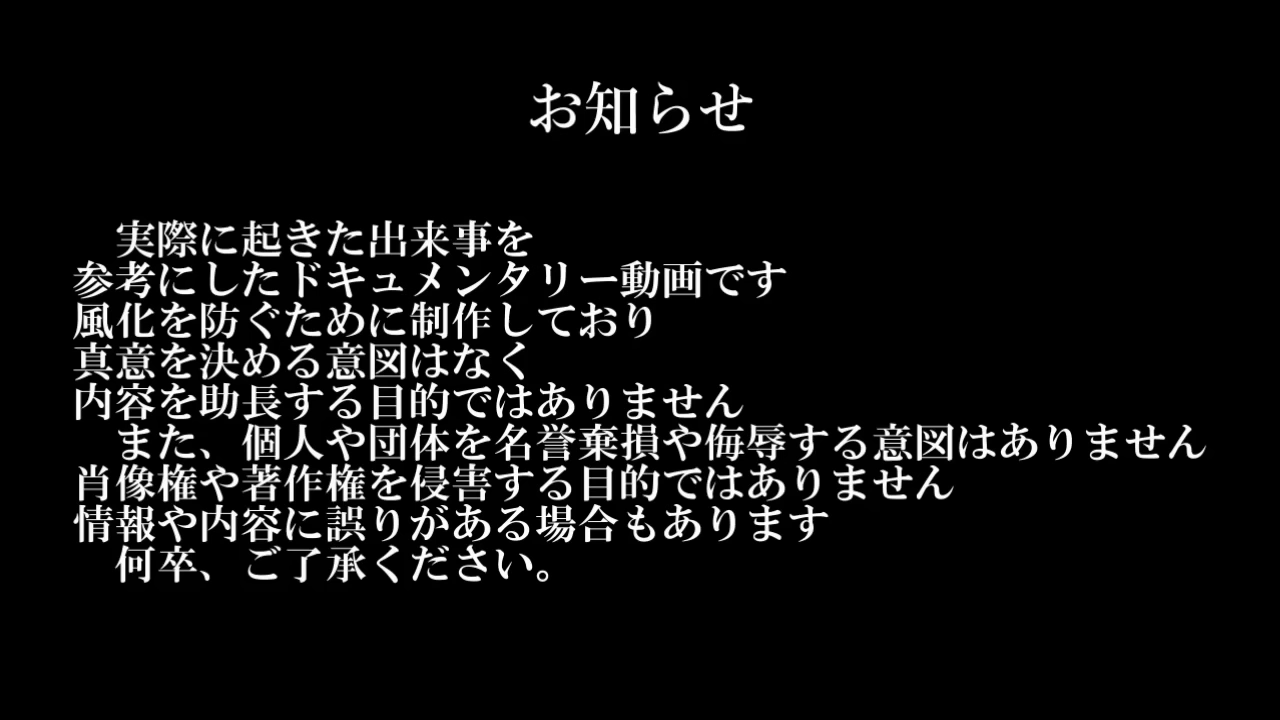 お知らせ
　実際に起きた出来事を
参考にしたドキュメンタリー動画です
風化を防ぐために制作しており
真意を決める意図はなく
内容を助長する目的ではありません
　また、個人や団体を名誉棄損や侮辱する意図はありません
肖像権や著作権を侵害する目的ではありません
情報や内容に誤りがある場合もあります
　何卒、ご了承ください。